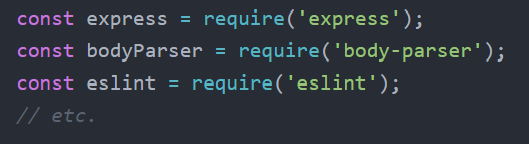 const express = require('express');
const bodyParser = require('body-parser');
const eslint = require('eslint');
// etc.